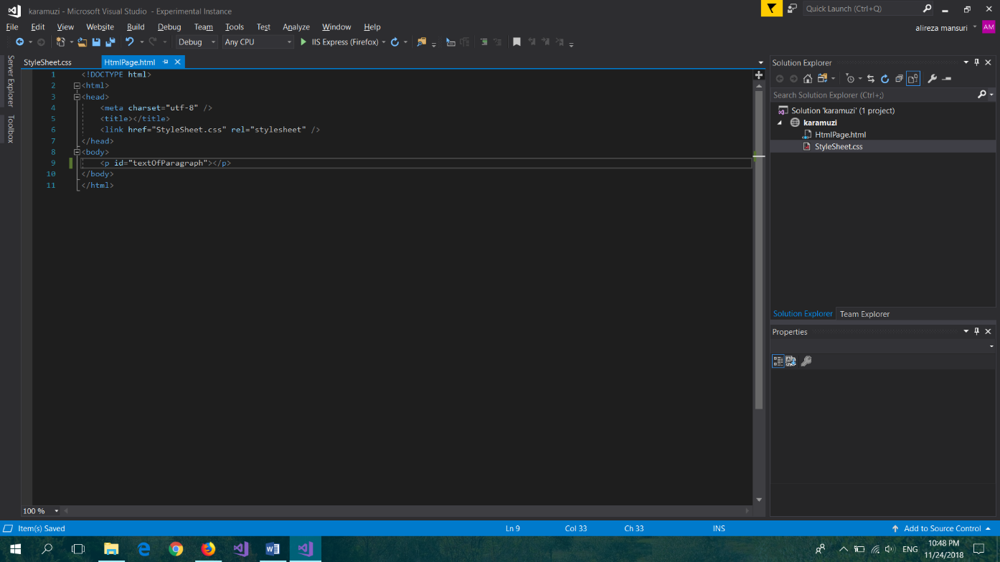 karamuzi - Microsoft Visual Studio - Experimental Instance
Quick Launch (Ctrl+Q)
File Edit View Website Build Debug Team Tools Test Analyze Window Help
alireza mansuri AM
Debug Any CPU IIS Express (Firefox)
Server Explorer
Toolbox
StyleSheet.css HtmlPage.html
1 <!DOCTYPE html>
2 <html>
3 <head>
4 <meta charset="utf-8" />
5 <title></title>
6 <link href="StyleSheet.css" rel="stylesheet" />
7 </head>
8 <body>
9 <p id="textOfParagraph"></p>
10 </body>
11 </html>
100 %
Solution Explorer
Search Solution Explorer (Ctrl+;)
Solution 'karamuzi' (1 project)
karamuzi
HtmlPage.html
StyleSheet.css
Solution Explorer Team Explorer
Properties
Item(s) Saved Ln 9 Col 33 Ch 33 INS Add to Source Control
ENG
10:48 PM
11/24/2018